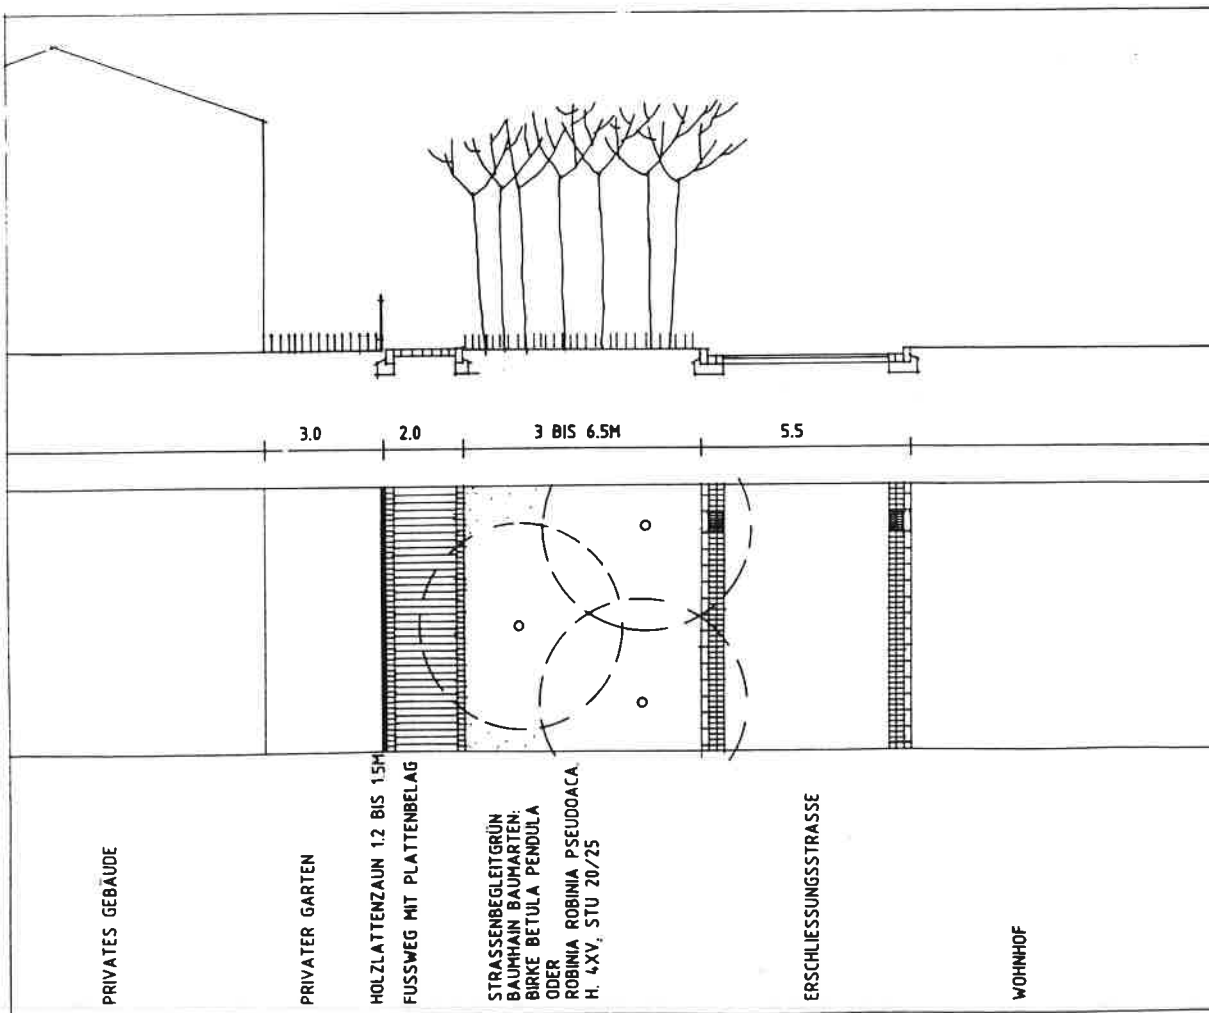 3.0
2.0
3 BIS 6.5M
5.5
PRIVATES GEBÄUDE
PRIVATER GARTEN
HOLZLATTENZAUN 1.2 BIS 1.5M
FUSSWEG MIT PLATTENBELAG
STRASSENBEGLEITGRÜN
BAUMHAIN BAUMARTEN:
BIRKE BETULA PENDULA
ODER
ROBINIA ROBINIA PSEUDOACA.
H. 4XV, STU 20/25
ERSCHLIESSUNGSSTRASSE
WOHNHOF